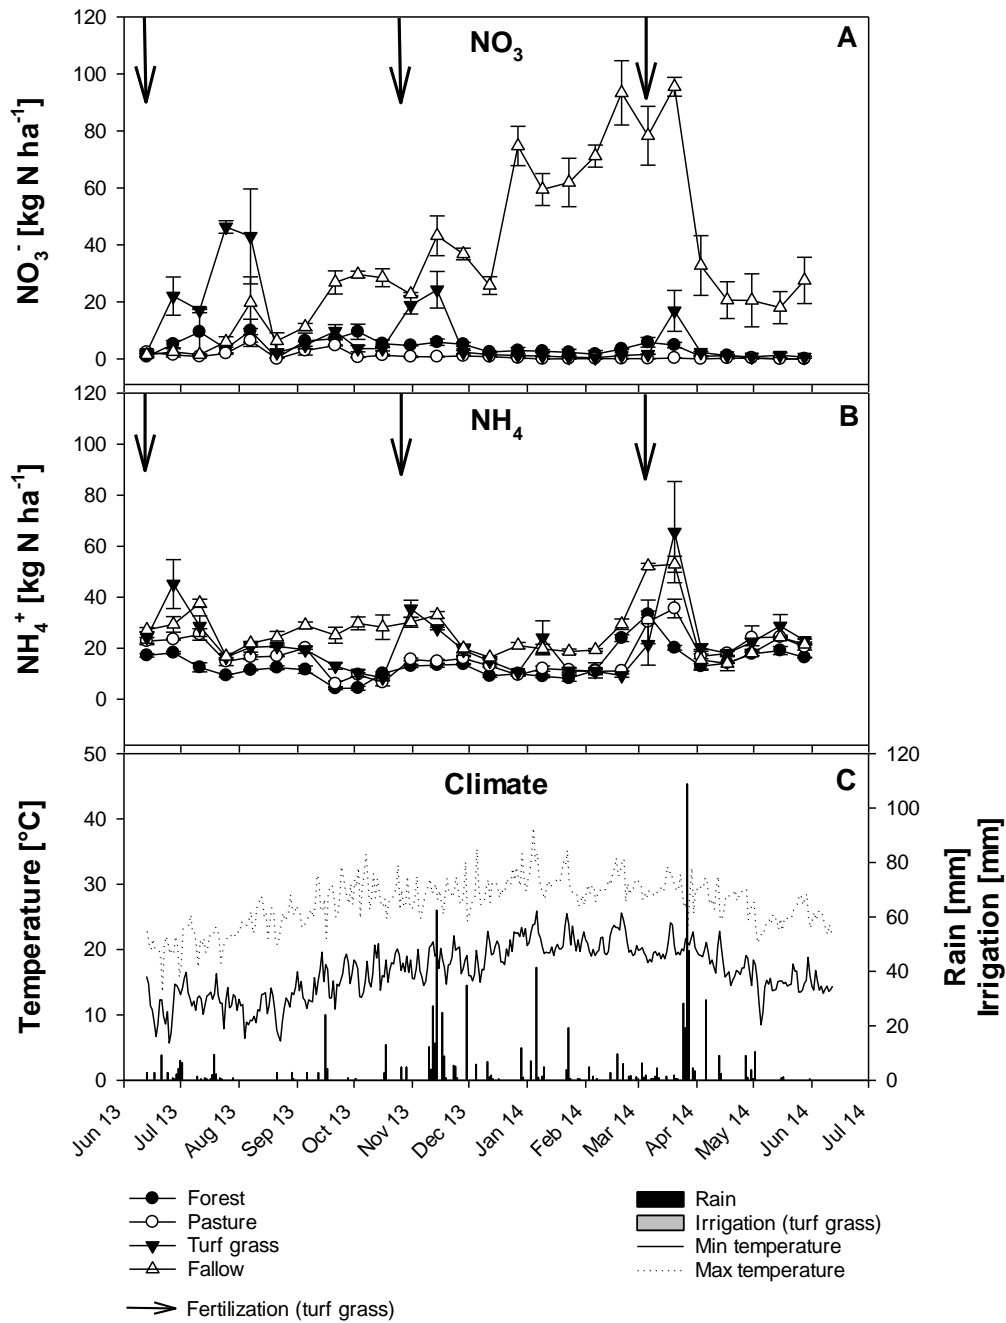 120
100
80
60
40
20
0
NO₃⁻ [kg N ha⁻¹]
NO₃
A
120
100
80
60
40
20
0
NH₄⁺ [kg N ha⁻¹]
NH₄
B
50
40
30
20
10
0
Temperature [°C]
Climate
C
120
100
80
60
40
20
0
Rain [mm]
Irrigation [mm]
Jun 13
Jul 13
Aug 13
Sep 13
Oct 13
Nov 13
Dec 13
Jan 14
Feb 14
Mar 14
Apr 14
May 14
Jun 14
Jul 14
Forest
Pasture
Turf grass
Fallow
Fertilization (turf grass)
Rain
Irrigation (turf grass)
Min temperature
Max temperature